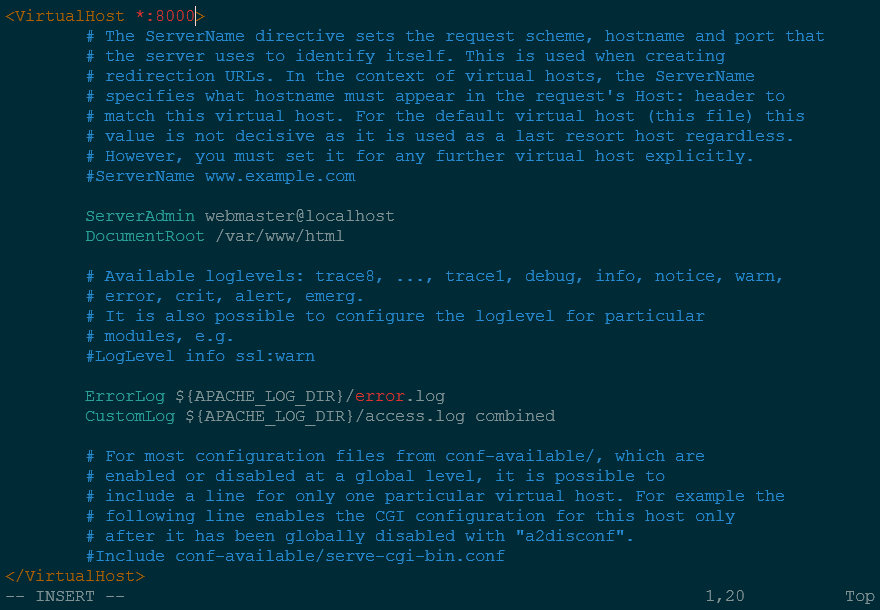 <VirtualHost *:8000>
# The ServerName directive sets the request scheme, hostname and port that
# the server uses to identify itself. This is used when creating
# redirection URLs. In the context of virtual hosts, the ServerName
# specifies what hostname must appear in the request's Host: header to
# match this virtual host. For the default virtual host (this file) this
# value is not decisive as it is used as a last resort host regardless.
# However, you must set it for any further virtual host explicitly.
#ServerName www.example.com
ServerAdmin webmaster@localhost
DocumentRoot /var/www/html
# Available loglevels: trace8, ..., trace1, debug, info, notice, warn,
# error, crit, alert, emerg.
# It is also possible to configure the loglevel for particular
# modules, e.g.
#LogLevel info ssl:warn
ErrorLog ${APACHE_LOG_DIR}/error.log
CustomLog ${APACHE_LOG_DIR}/access.log combined
# For most configuration files from conf-available/, which are
# enabled or disabled at a global level, it is possible to
# include a line for only one particular virtual host. For example the
# following line enables the CGI configuration for this host only
# after it has been globally disabled with "a2disconf".
#Include conf-available/serve-cgi-bin.conf
</VirtualHost>
-- INSERT -- 1,20 Top